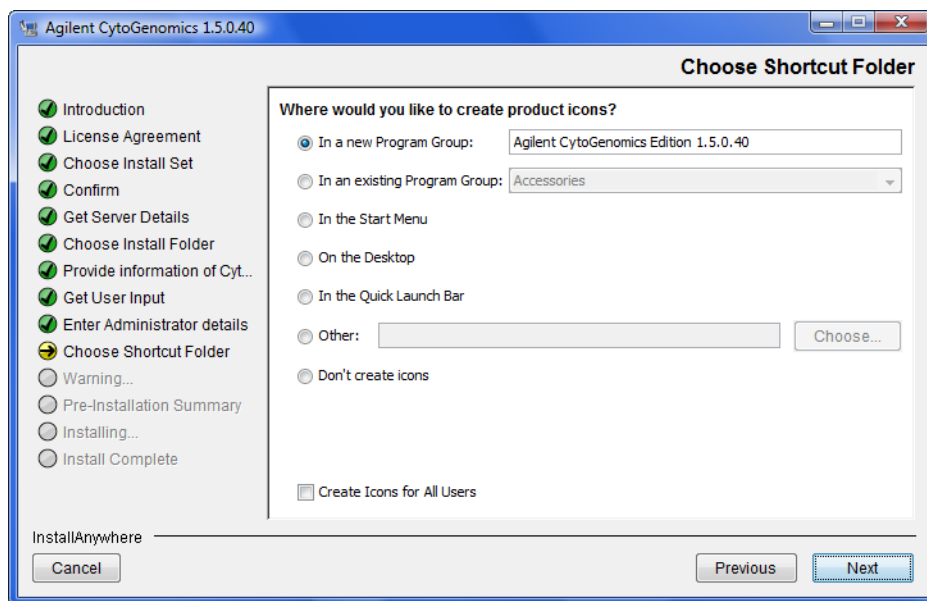 Agilent CytoGenomics 1.5.0.40
Choose Shortcut Folder
Introduction
License Agreement
Choose Install Set
Confirm
Get Server Details
Choose Install Folder
Provide information of Cyt...
Get User Input
Enter Administrator details
Choose Shortcut Folder
Warning...
Pre-Installation Summary
Installing...
Install Complete
Where would you like to create product icons?
In a new Program Group: Agilent CytoGenomics Edition 1.5.0.40
In an existing Program Group: Accessories
In the Start Menu
On the Desktop
In the Quick Launch Bar
Other: Choose...
Don't create icons
Create Icons for All Users
InstallAnywhere
Cancel Previous Next